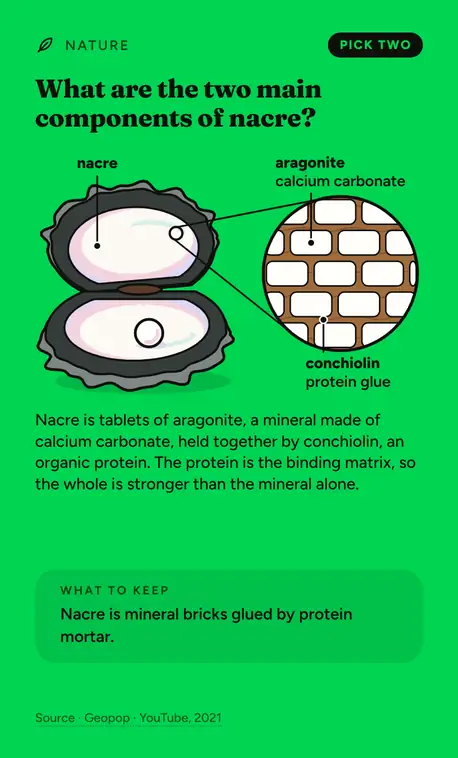 NATURE
PICK TWO
What are the two main
components of nacre?
nacre
aragonite
calcium carbonate
conchiolin
protein glue
Nacre is tablets of aragonite, a mineral made of
calcium carbonate, held together by conchiolin, an
organic protein. The protein is the binding matrix, so
the whole is stronger than the mineral alone.
WHAT TO KEEP
Nacre is mineral bricks glued by protein
mortar.
Source · Geopop · YouTube, 2021